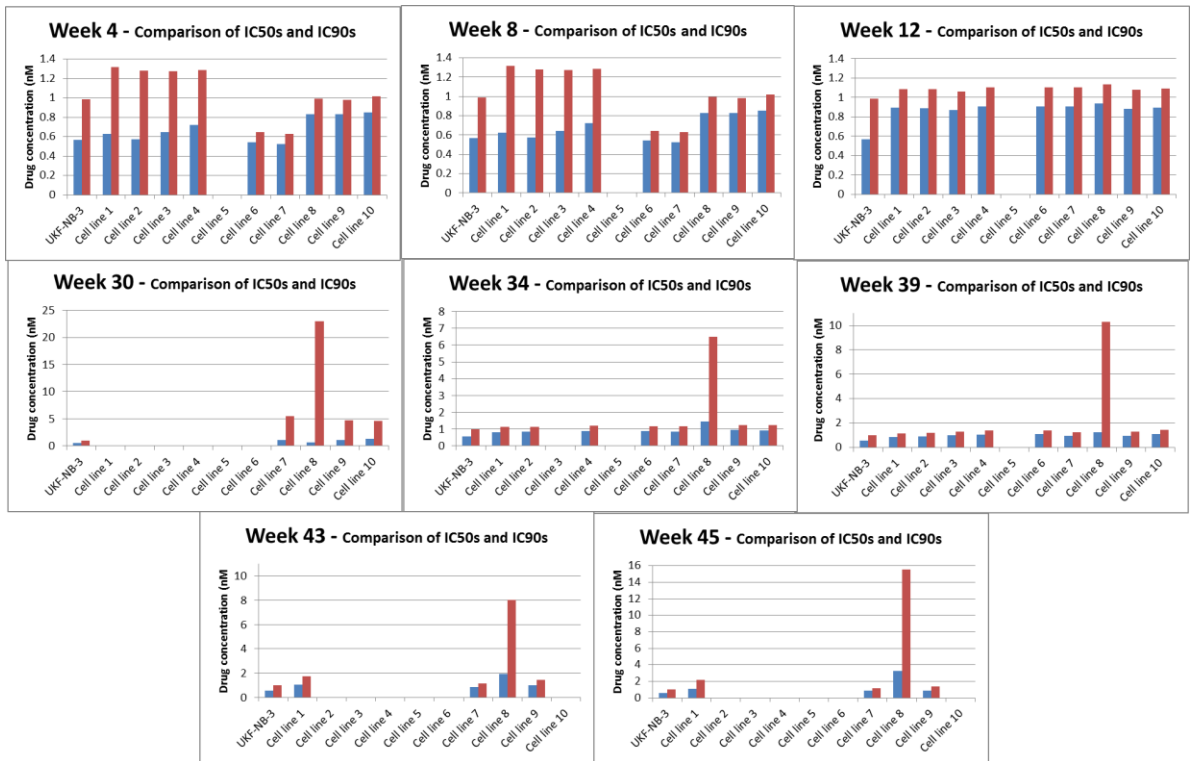 Week 4 - Comparison of IC50s and IC90s
Drug concentration (nM
1.4
1.2
1
0.8
0.6
0.4
0.2
0
UKF-NB-3
Cell line 1
Cell line 2
Cell line 3
Cell line 4
Cell line 5
Cell line 6
Cell line 7
Cell line 8
Cell line 9
Cell line 10
Week 8 - Comparison of IC50s and IC90s
Drug concentration (nM
1.4
1.2
1
0.8
0.6
0.4
0.2
0
UKF-NB-3
Cell line 1
Cell line 2
Cell line 3
Cell line 4
Cell line 5
Cell line 6
Cell line 7
Cell line 8
Cell line 9
Cell line 10
Week 12 - Comparison of IC50s and IC90s
Drug concentration (nM
1.4
1.2
1
0.8
0.6
0.4
0.2
0
UKF-NB-3
Cell line 1
Cell line 2
Cell line 3
Cell line 4
Cell line 5
Cell line 6
Cell line 7
Cell line 8
Cell line 9
Cell line 10
Week 30 - Comparison of IC50s and IC90s
Drug concentration (nM
25
20
15
10
5
0
UKF-NB-3
Cell line 1
Cell line 2
Cell line 3
Cell line 4
Cell line 5
Cell line 6
Cell line 7
Cell line 8
Cell line 9
Cell line 10
Week 34 - Comparison of IC50s and IC90s
Drug concentration (nM
8
7
6
5
4
3
2
1
0
UKF-NB-3
Cell line 1
Cell line 2
Cell line 3
Cell line 4
Cell line 5
Cell line 6
Cell line 7
Cell line 8
Cell line 9
Cell line 10
Week 39 - Comparison of IC50s and IC90s
Drug concentration (nM
10
8
6
4
2
0
UKF-NB-3
Cell line 1
Cell line 2
Cell line 3
Cell line 4
Cell line 5
Cell line 6
Cell line 7
Cell line 8
Cell line 9
Cell line 10
Week 43 - Comparison of IC50s and IC90s
Drug concentration (nM
10
8
6
4
2
0
UKF-NB-3
Cell line 1
Cell line 2
Cell line 3
Cell line 4
Cell line 5
Cell line 6
Cell line 7
Cell line 8
Cell line 9
Cell line 10
Week 45 - Comparison of IC50s and IC90s
Drug concentration (nM
16
14
12
10
8
6
4
2
0
UKF-NB-3
Cell line 1
Cell line 2
Cell line 3
Cell line 4
Cell line 5
Cell line 6
Cell line 7
Cell line 8
Cell line 9
Cell line 10